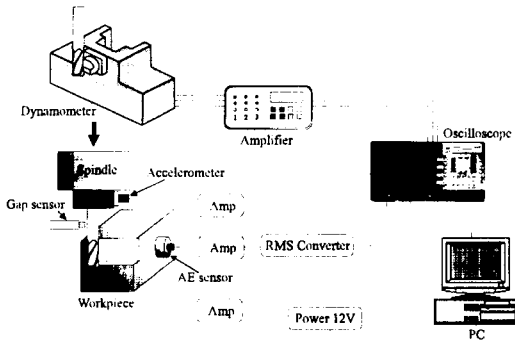 Dynamometer
Amplifier
Oscilloscope
Spindle
Accelerometer
Gap sensor
Amp
Amp
RMS Converter
AE sensor
Workpiece
Amp
Power 12V
PC